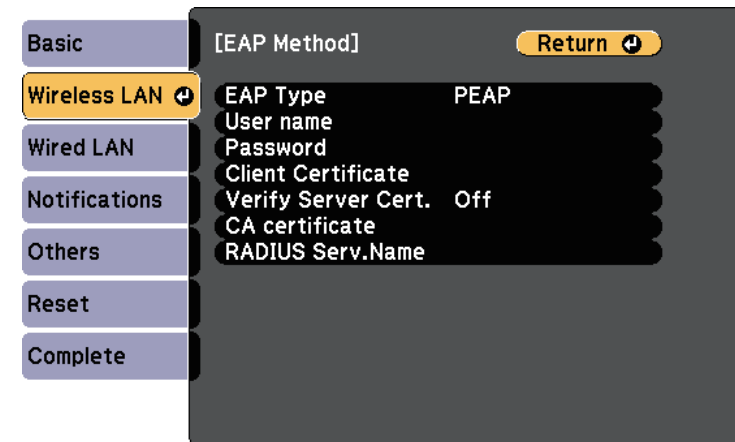 Basic
Wireless LAN
Wired LAN
Notifications
Others
Reset
Complete
[EAP Method]
Return
EAP Type PEAP
User name
Password
Client Certificate
Verify Server Cert. Off
CA certificate
RADIUS Serv.Name